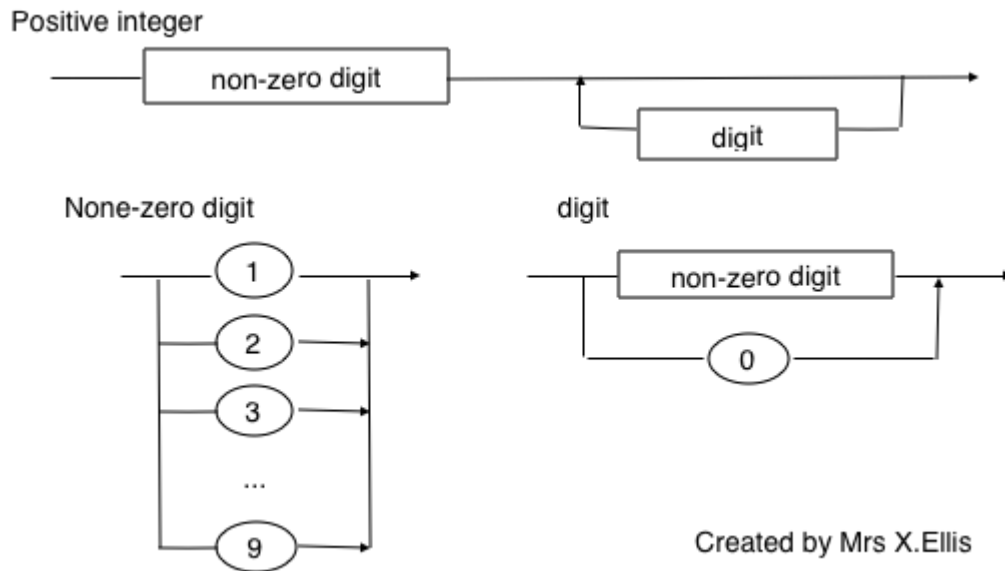 Positive integer
non-zero digit
digit
None-zero digit
digit
1
non-zero digit
2
0
3
...
9
Created by Mrs X.Ellis